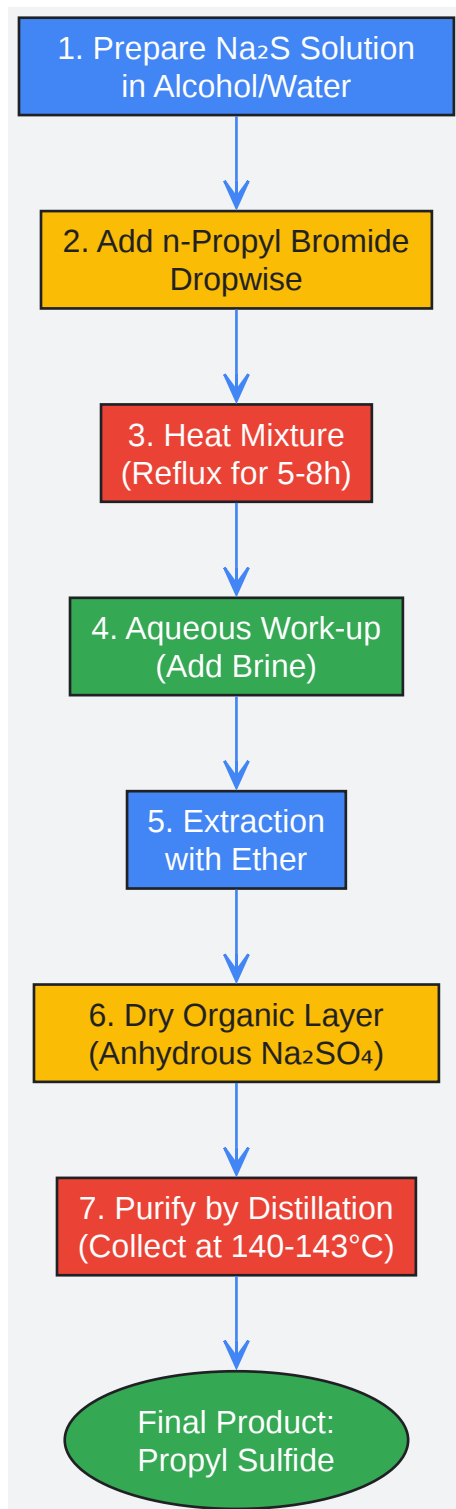 1. Prepare Na₂S Solution
in Alcohol/Water
2. Add n-Propyl Bromide
Dropwise
3. Heat Mixture
(Reflux for 5-8h)
4. Aqueous Work-up
(Add Brine)
5. Extraction
with Ether
6. Dry Organic Layer
(Anhydrous Na₂SO₄)
7. Purify by Distillation
(Collect at 140-143°C)
Final Product:
Propyl Sulfide